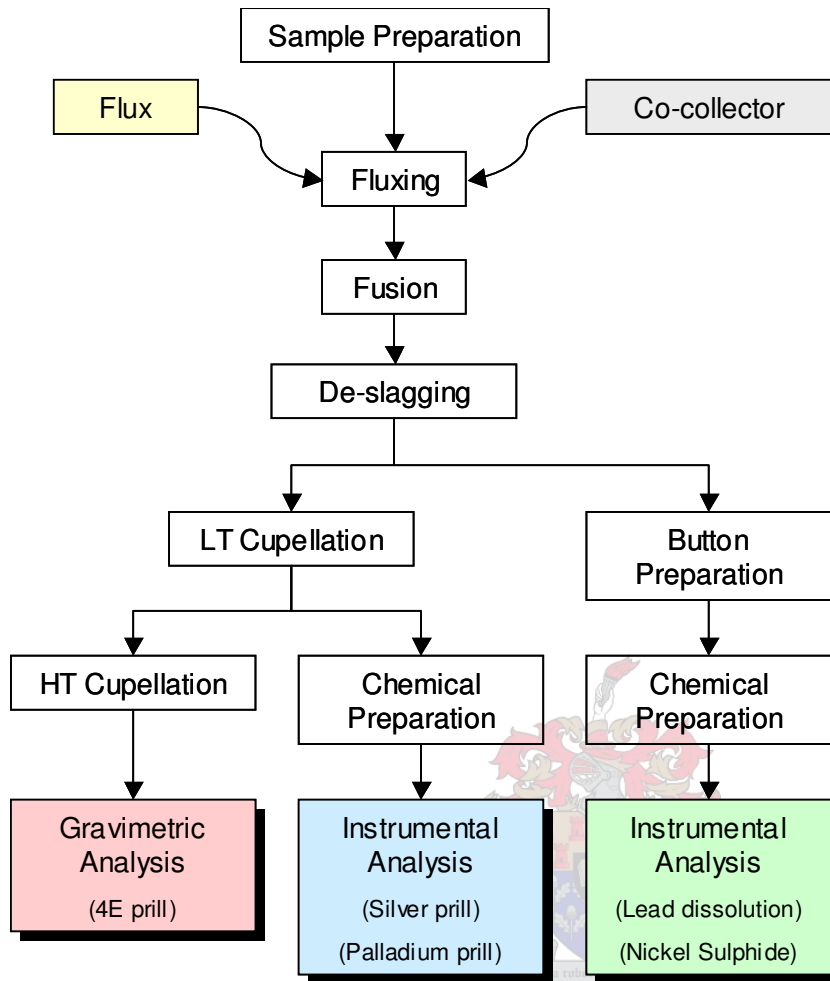 Sample Preparation
Flux
Co-collector
Fluxing
Fusion
De-slagging
LT Cupellation
Button
Preparation
HT Cupellation
Chemical
Preparation
Chemical
Preparation
Gravimetric
Analysis
(4E prill)
Instrumental
Analysis
(Silver prill)
(Palladium prill)
Instrumental
Analysis
(Lead dissolution)
(Nickel Sulphide)